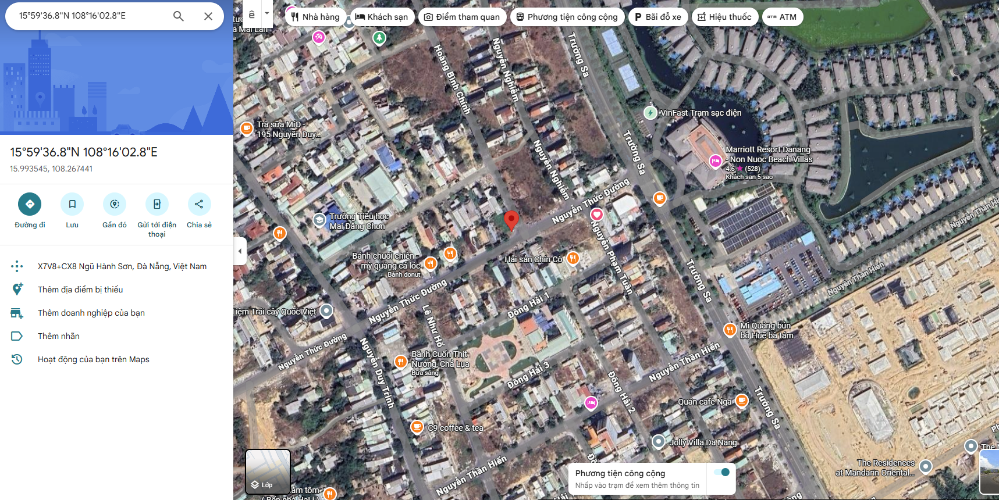 15°59'36.8"N 108°16'02.8"E
15°59'36.8"N 108°16'02.8"E
15.993545, 108.267441
Đường đi
Lưu
Gần đó
Gửi tới điện
thoại
Chia sẻ
X7V8+CX8 Ngũ Hành Sơn, Đà Nẵng, Việt Nam
Thêm địa điểm bị thiếu
Thêm doanh nghiệp của bạn
Thêm nhãn
Hoạt động của bạn trên Maps
Nhà hàng
Khách sạn
Điểm tham quan
Phương tiện công cộng
Bãi đỗ xe
Hiệu thuốc
ATM
ATM
Hoàng Bình Chính
Nguyễn Nghiễm
Trường Sa
VinFast Trạm sạc điện
Trà sữa MíO -
195 Nguyễn Duy...
Nguyễn Nghiễm
Trường Sa
Marriott Resort Danang
- Non Nuoc Beach Villas
4.6 ★ (528)
Khách sạn 5 sao
Nguyễn Thức Đường
Trường Tiểu học
Mai Đăng Chơn
Nguyễn Phạm Tuân
Nguyễn Thần Hiến
Bánh chuối chiên -
mỳ quảng cá lóc
Bánh donut
Hải sản Chín Cò
Trường Sa
Nguyễn Thần Hiến
Nguyễn Thức Đường
Đông Hải 1
Tiệm Trái cây Quốc Việt
Lê Như Hổ
Mì Quảng bún
bò Huế bà tám
Nguyễn Thức Đường
Nguyễn Duy Trinh
Bánh Cuốn Thịt
Nướng, Chả Lụa
Bữa sáng
Đông Hải 3
Nguyễn Thần Hiến
Đông Hải 2
Quán cafe Nga
Trường Sa
C9 coffee & tea
Jolly Villa Da Nang
Nguyễn Thần Hiến
The Residences
at Mandarin Oriental...
Lớp
Phương tiện công cộng
Nhấp vào trạm để xem thêm thông tin